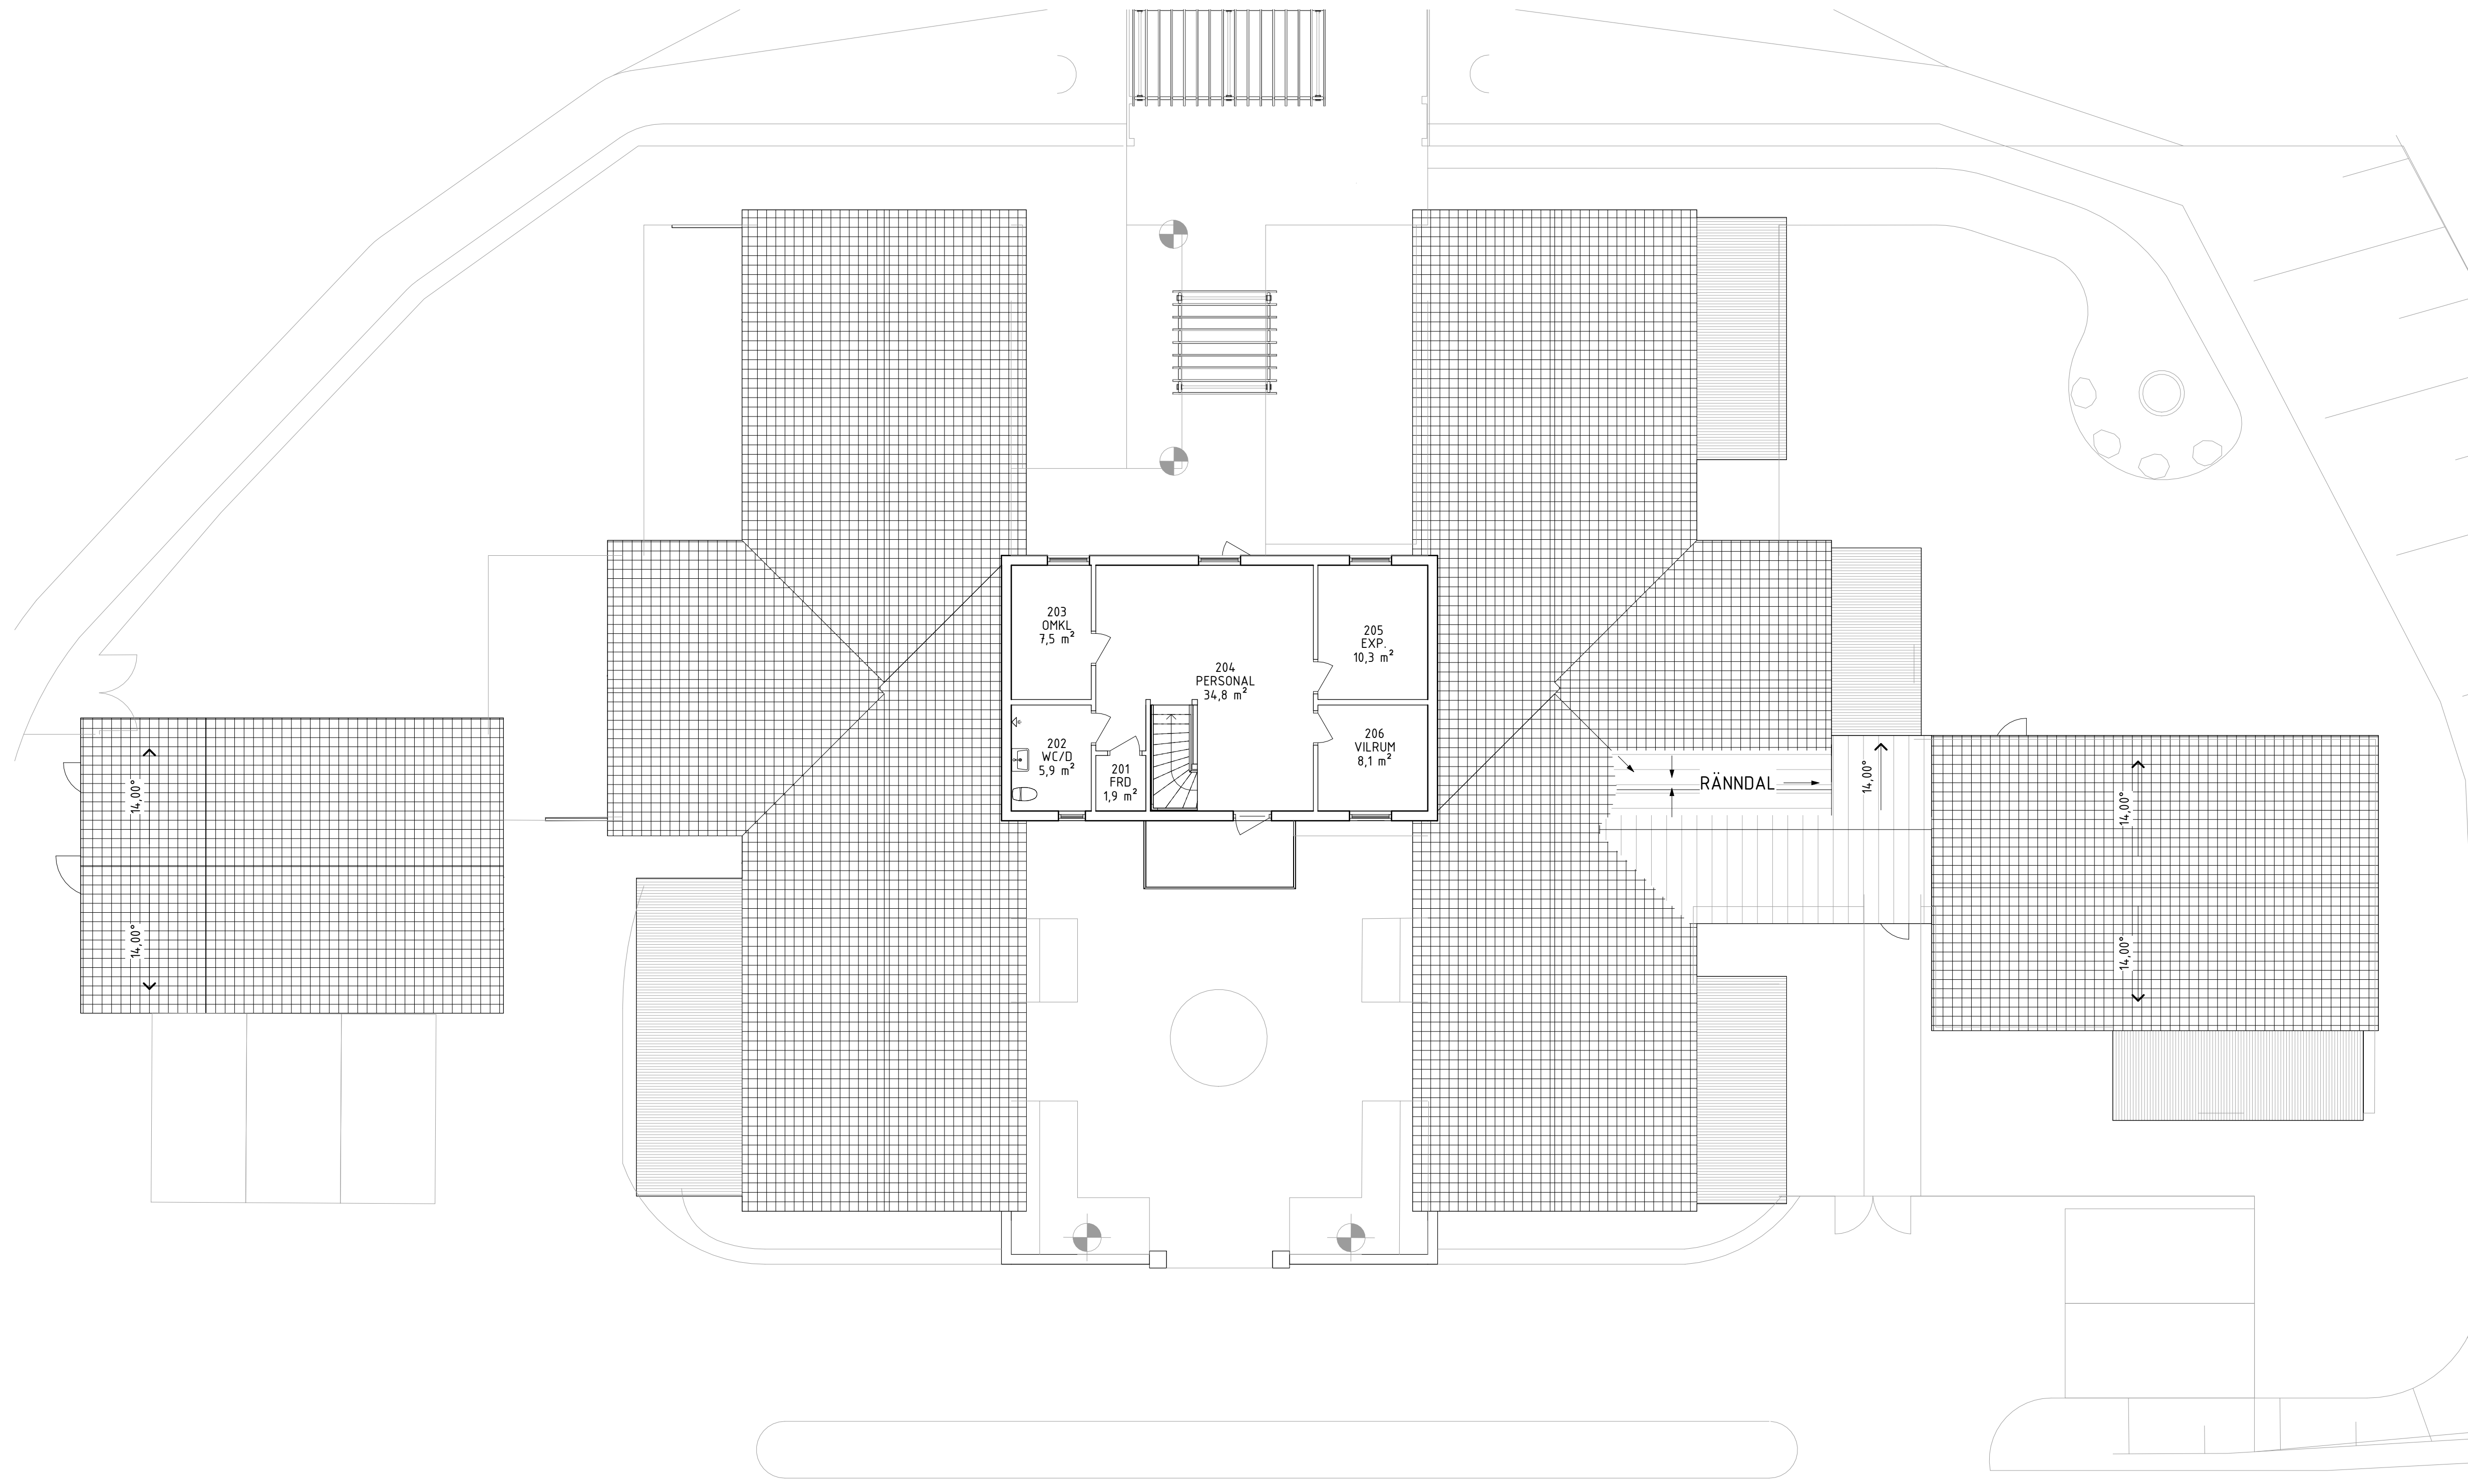 203
OMKL
7,5 m²
205
EXP.
10,3 m²
204
PERSONAL
34,8 m²
202
WC/D
5,9 m²
201
FRD
1,9 m²
206
VILRUM
8,1 m²
RÄNNDAL
14,00°
14,00°
14,00°
14,00°
14,00°